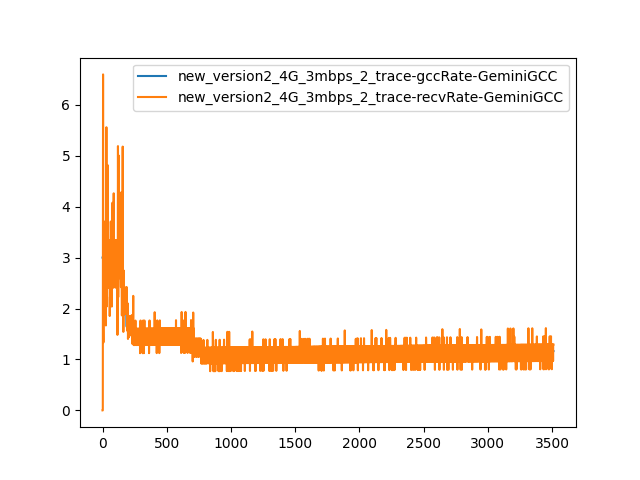 new_version2_4G_3mbps_2_trace-gccRate-GeminiGCC
new_version2_4G_3mbps_2_trace-recvRate-GeminiGCC
6
5
4
3
2
1
0
0 500 1000 1500 2000 2500 3000 3500